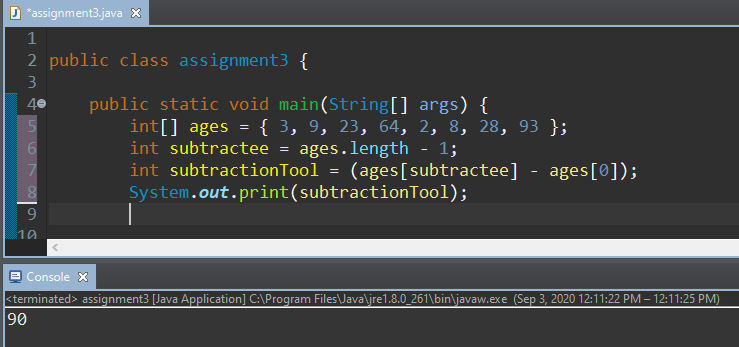 *assignment3.java
1
2 public class assignment3 {
3
4 public static void main(String[] args) {
5 int[] ages = { 3, 9, 23, 64, 2, 8, 28, 93 };
6 int subtractee = ages.length - 1;
7 int subtractionTool = (ages[subtractee] - ages[0]);
8 System.out.print(subtractionTool);
9
10
Console
<terminated> assignment3 [Java Application] C:\Program Files\Java\jre1.8.0_261\bin\javaw.exe (Sep 3, 2020 12:11:22 PM – 12:11:25 PM)
90